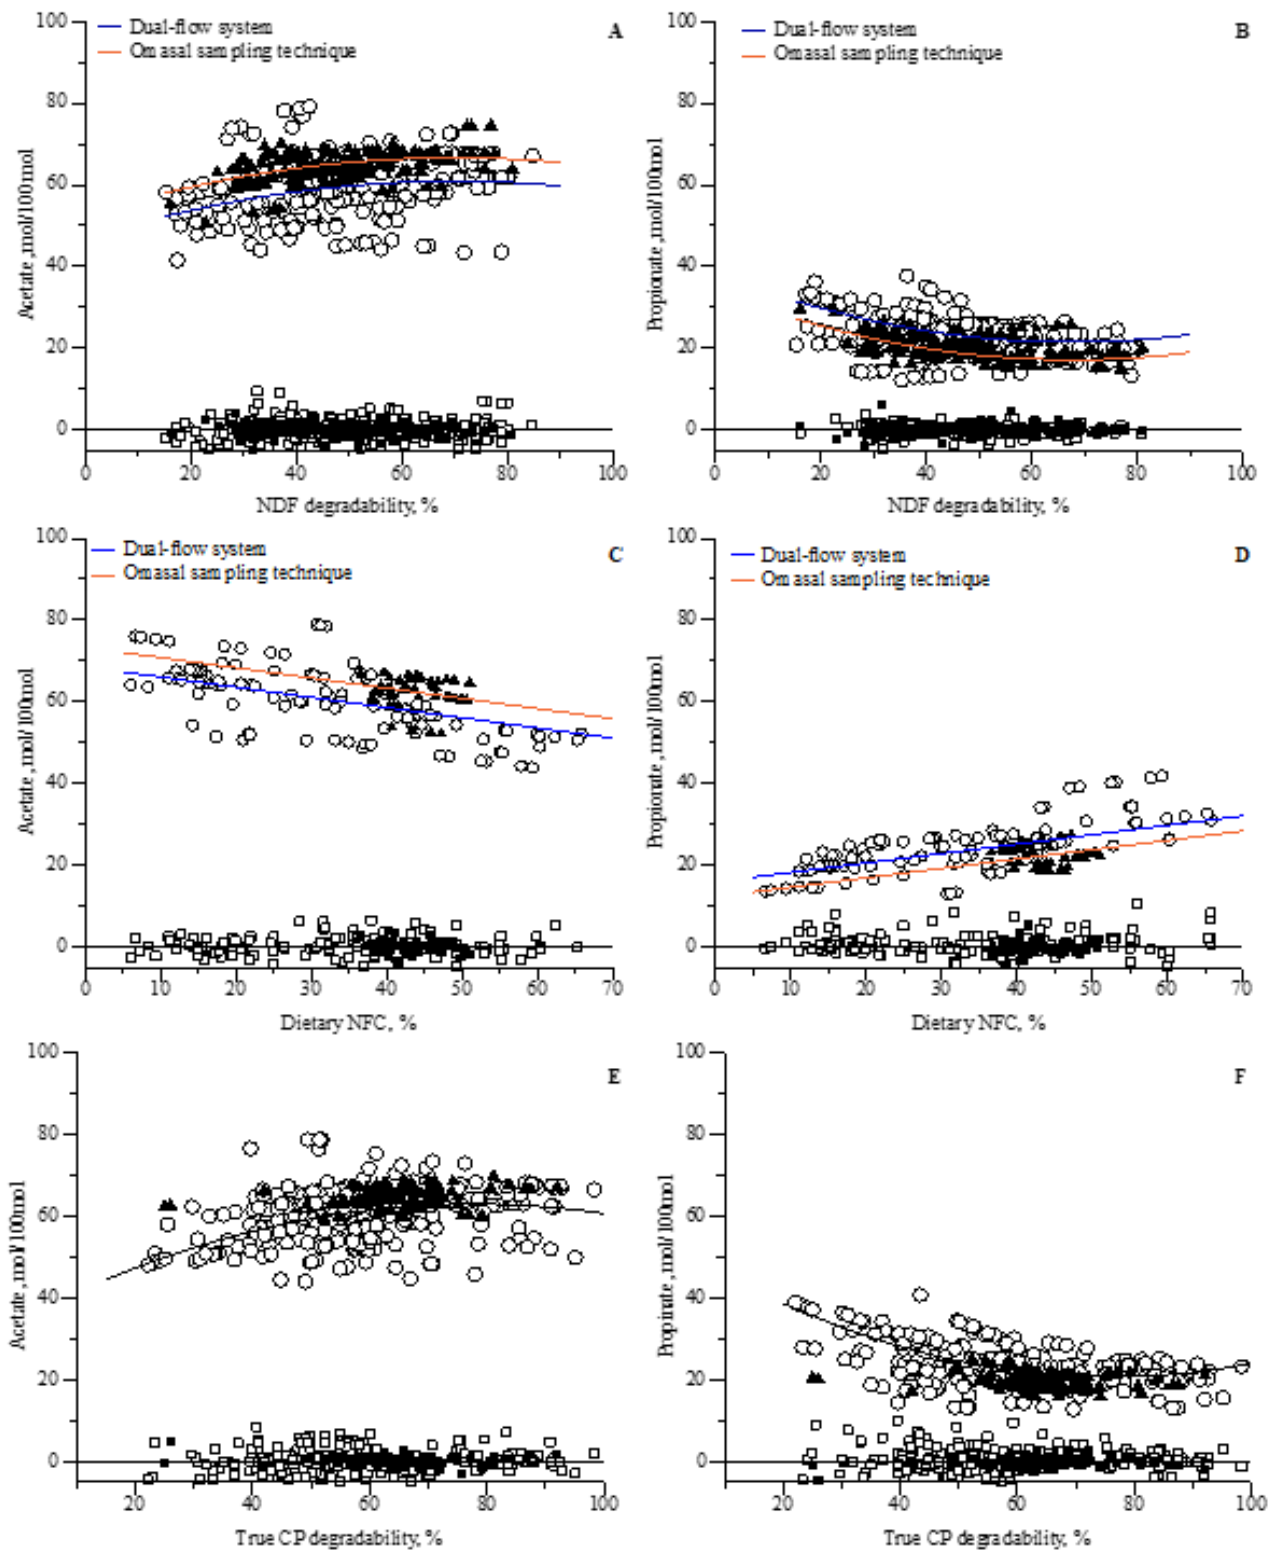 A
Dual-flow system
Omasal sampling technique
100
80
60
40
20
0
Acetate ,mol/100mol
0 20 40 60 80 100
NDF degradability, %
B
Dual-flow system
Omasal sampling technique
100
80
60
40
20
0
Propionate ,mol/100mol
0 20 40 60 80 100
NDF degradability, %
C
Dual-flow system
Omasal sampling technique
100
80
60
40
20
0
Acetate ,mol/100mol
0 10 20 30 40 50 60 70
Dietary NFC, %
D
Dual-flow system
Omasal sampling technique
100
80
60
40
20
0
Propionate ,mol/100mol
0 10 20 30 40 50 60 70
Dietary NFC, %
E
100
80
60
40
20
0
Acetate ,mol/100mol
20 40 60 80 100
True CP degradability, %
F
100
80
60
40
20
0
Propinate ,mol/100mol
20 40 60 80 100
True CP degradability, %